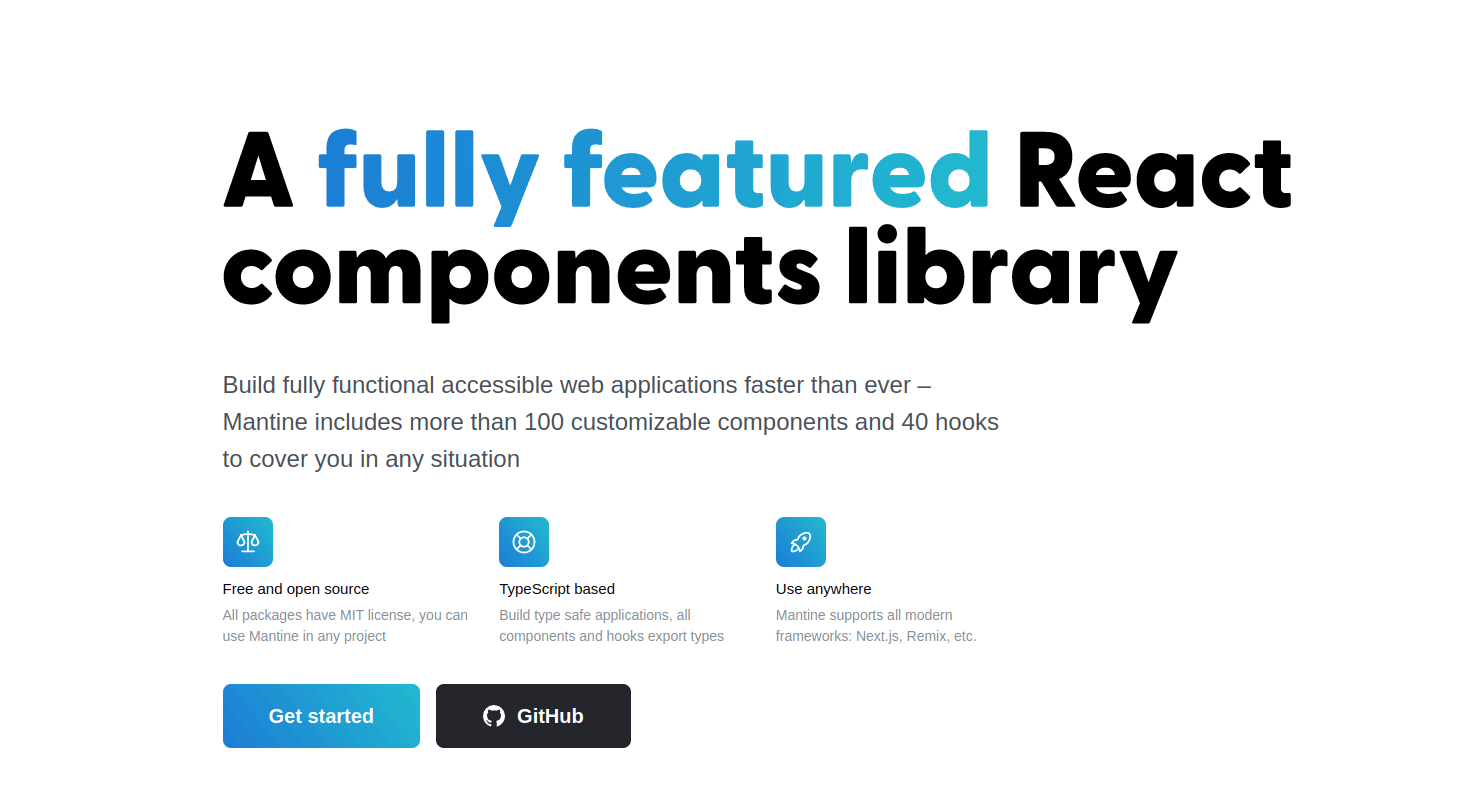 A fully featured React
components library
Build fully functional accessible web applications faster than ever –
Mantine includes more than 100 customizable components and 40 hooks
to cover you in any situation
Free and open source
All packages have MIT license, you can
use Mantine in any project
TypeScript based
Build type safe applications, all
components and hooks export types
Use anywhere
Mantine supports all modern
frameworks: Next.js, Remix, etc.
Get started
GitHub